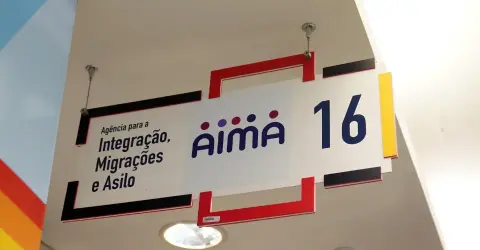 Agência para a
Integração,
Migrações
e Asilo
AIMA
16